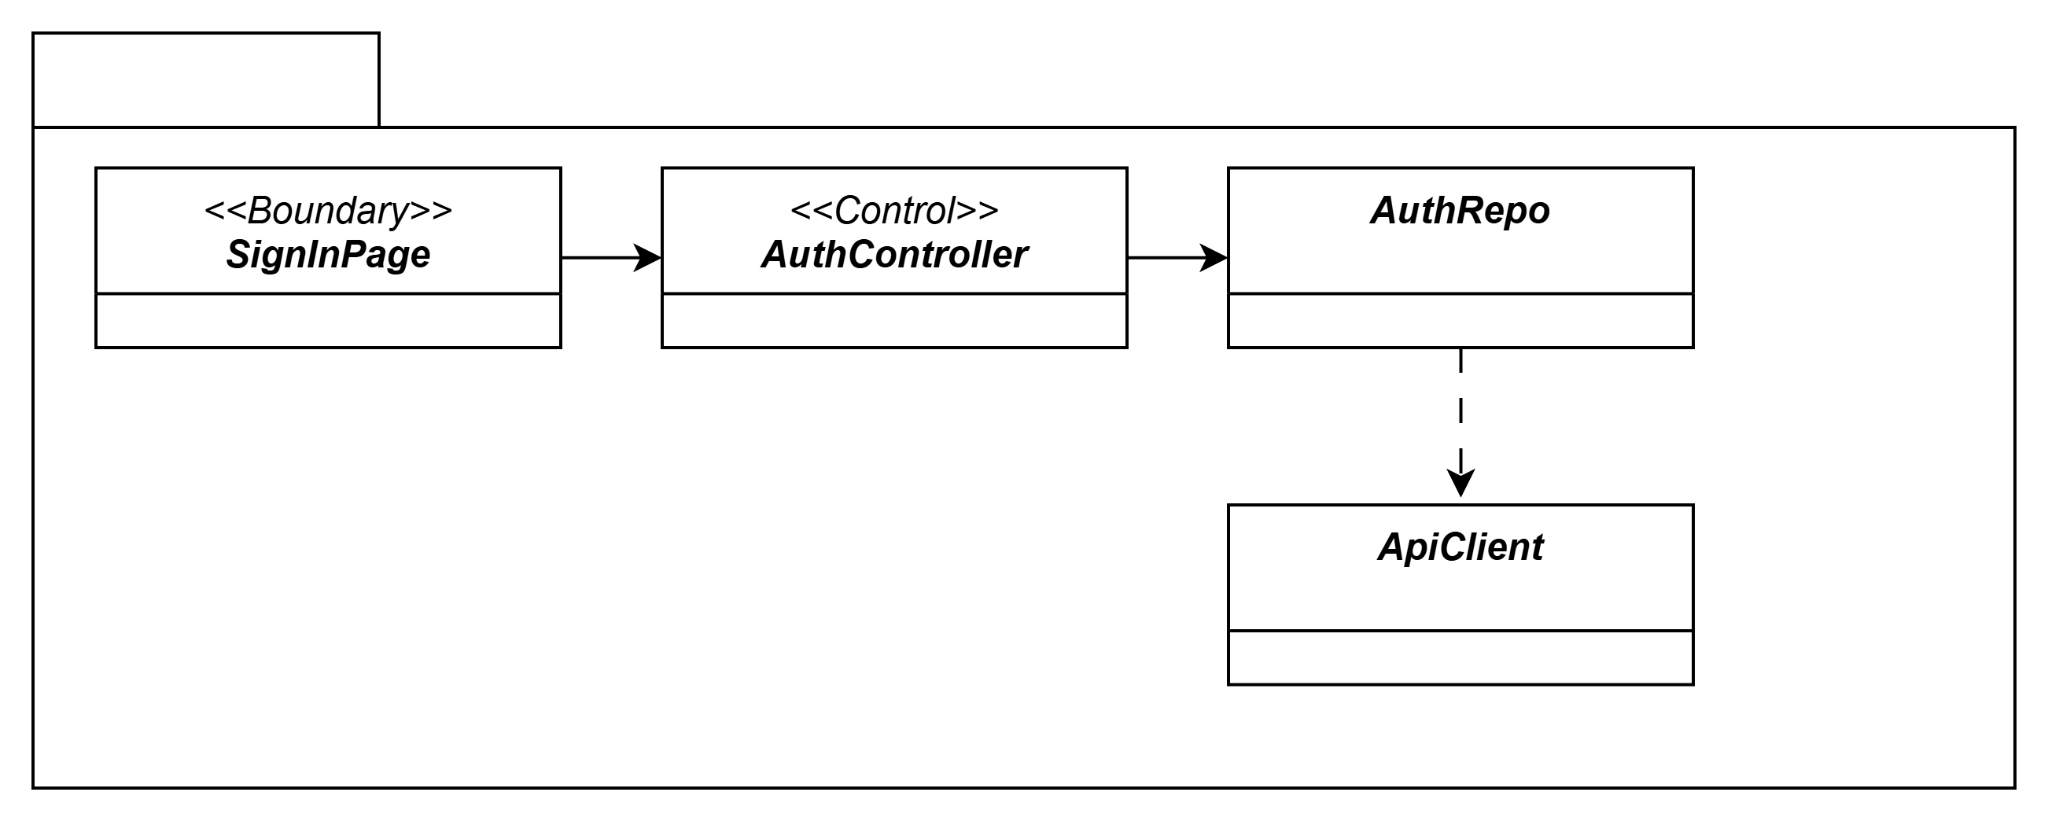 <<Boundary>>
SignInPage
<<Control>>
AuthController
AuthRepo
ApiClient